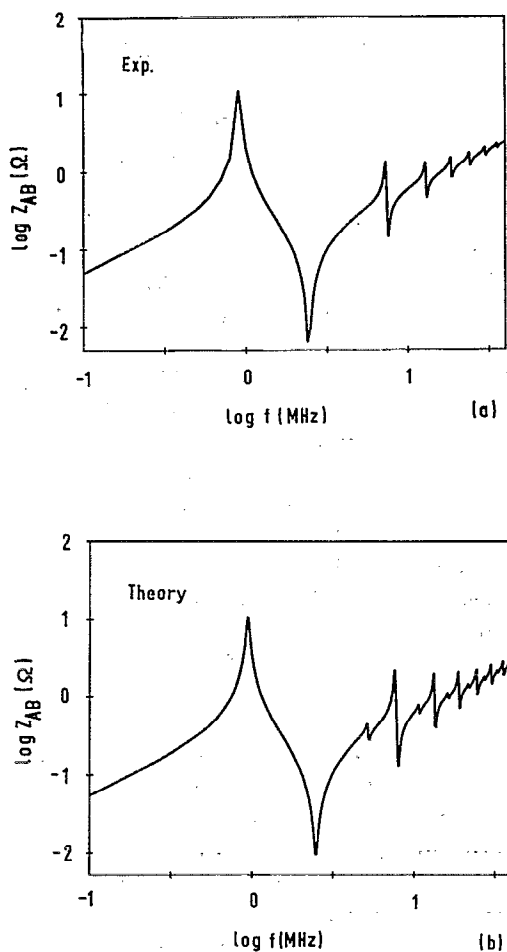 2
Exp.
1
0
-1
-2
log Z_AB (Ω)
-1
0
1
log f (MHz)
(a)
2
Theory
1
0
-1
-2
log Z_AB (Ω)
-1
0
1
log f(MHz)
(b)